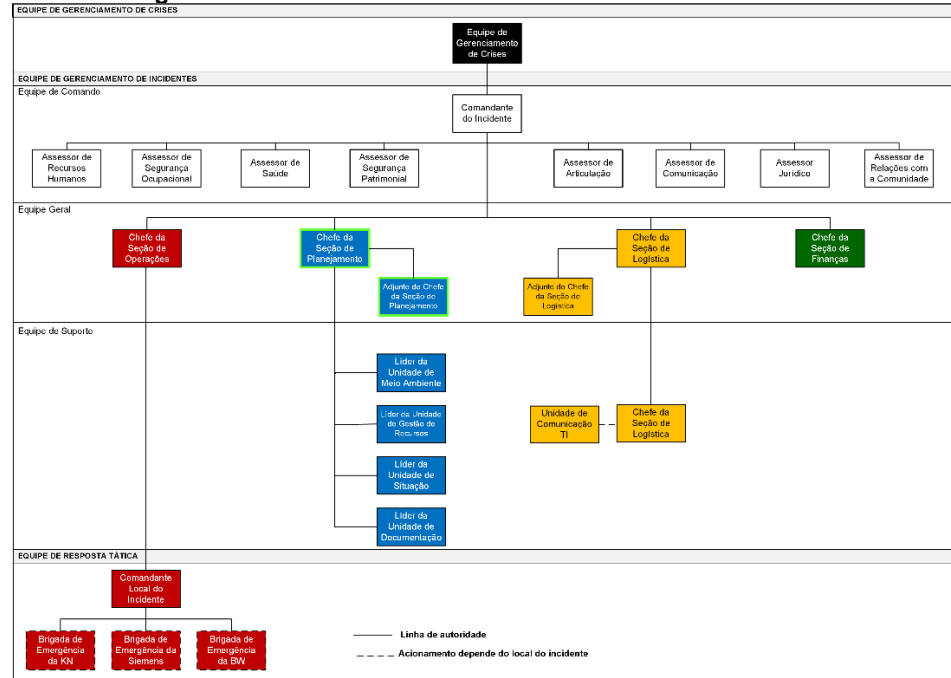 EQUIPE DE GERENCIAMENTO DE CRISES
Equipe de
Gerenciamento
de Crises
EQUIPE DE GERENCIAMENTO DE INCIDENTES
Equipe de Comando
Comandante
do Incidente
Assessor de
Recursos
Humanos
Assessor de
Segurança
Ocupacional
Assessor de
Saúde
Assessor de
Segurança
Patrimonial
Assessor de
Articulação
Assessor de
Comunicação
Assessor
Jurídico
Assessor de
Relações com
a Comunidade
Equipe Geral
Chefe da
Seção de
Operações
Chefe da
Seção de
Planejamento
Chefe da
Seção de
Logística
Chefe da
Seção de
Finanças
Adjunto do Chefe
da Seção de
Planejamento
Adjunto do Chefe
da Seção de
Logística
Equipe de Suporte
Líder da
Unidade de
Meio Ambiente
Líder da Unidade
de Gestão de
Recursos
Unidade de
Comunicação
TI
Chefe da
Seção de
Logística
Líder da
Unidade de
Situação
Líder da
Unidade de
Documentação
EQUIPE DE RESPOSTA TÁTICA
Comandante
Local do
Incidente
Brigada de
Emergência
da KN
Brigada de
Emergência da
Siemens
Brigada de
Emergência
da BW
Linha de autoridade
Acionamento depende do local do incidente